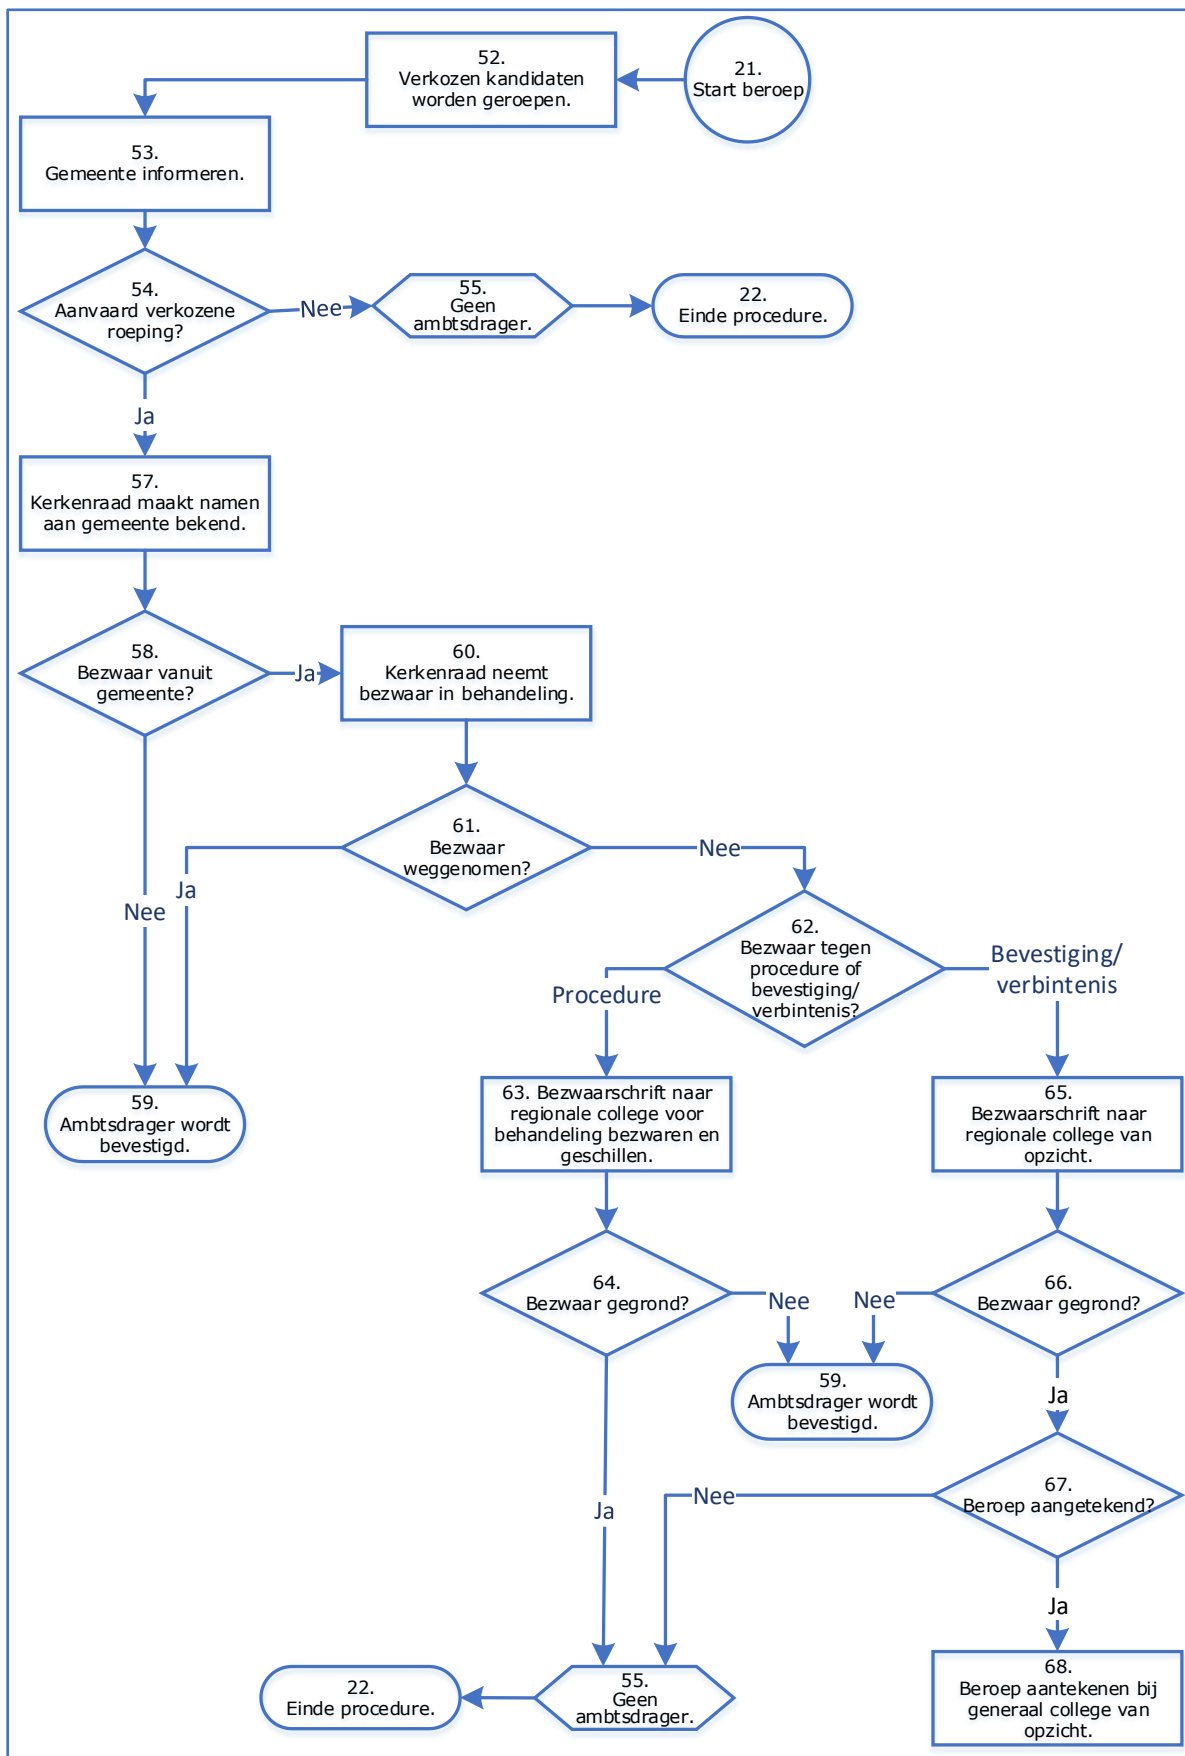 21.
Start beroep
52.
Verkozen kandidaten
worden geroepen.
53.
Gemeente informeren.
54.
Aanvaard verkozene
roeping?
Nee
55.
Geen
ambtsdrager.
22.
Einde procedure.
Ja
57.
Kerkenraad maakt namen
aan gemeente bekend.
58.
Bezwaar vanuit
gemeente?
Ja
60.
Kerkenraad neemt
bezwaar in behandeling.
61.
Bezwaar
weggenomen?
Nee
Ja
Nee
62.
Bezwaar tegen
procedure of
bevestiging/
verbintenis?
Bevestiging/
verbintenis
Procedure
59.
Ambtsdrager wordt
bevestigd.
63. Bezwaarschrift naar
regionale college voor
behandeling bezwaren en
geschillen.
65.
Bezwaarschrift naar
regionale college van
opzicht.
64.
Bezwaar gegrond?
Nee
Nee
66.
Bezwaar gegrond?
59.
Ambtsdrager wordt
bevestigd.
Ja
67.
Beroep aangetekend?
Nee
Ja
Ja
68.
Beroep aantekenen bij
generaal college van
opzicht.
55.
Geen
ambtsdrager.
22.
Einde procedure.